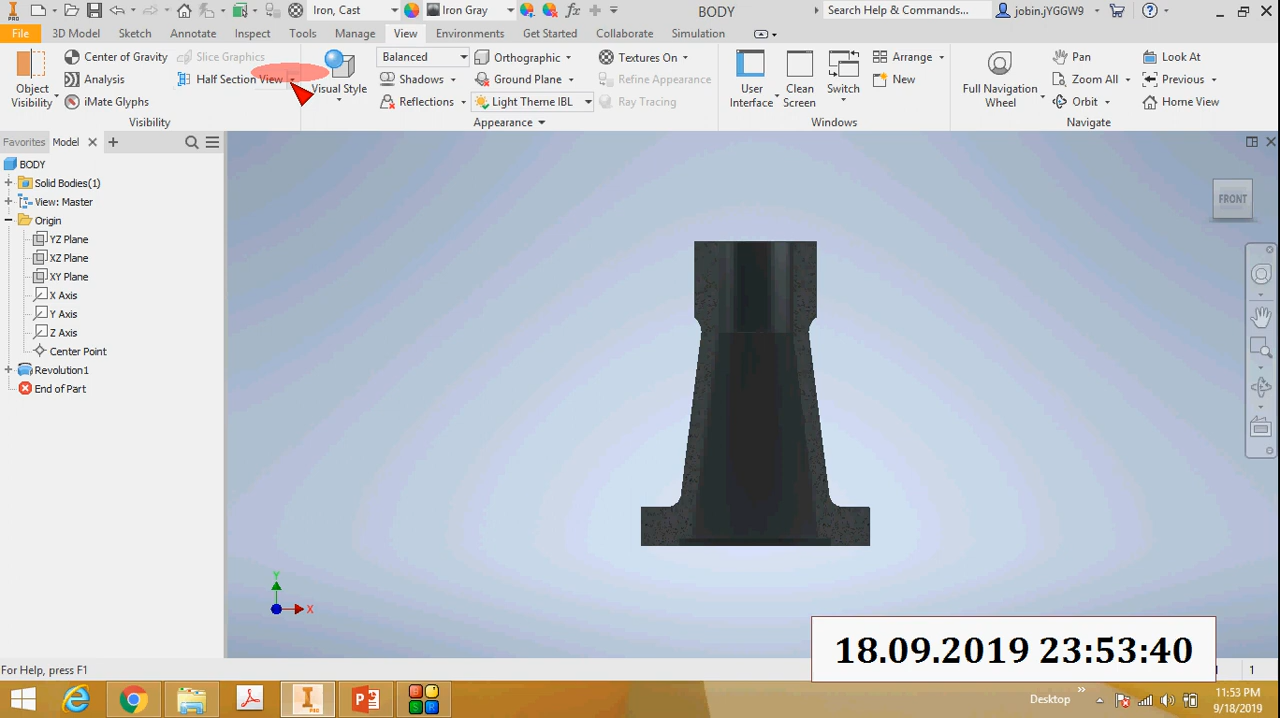 Iron, Cast Iron Gray BODY Search Help & Commands... jobin.jYGGW9
File 3D Model Sketch Annotate Inspect Tools Manage View Environments Get Started Collaborate Simulation
Object Visibility
Center of Gravity
Analysis
iMate Glyphs
Slice Graphics
Half Section View
Visibility
Visual Style
Balanced
Shadows
Reflections
Orthographic
Ground Plane
Light Theme IBL
Textures On
Refine Appearance
Ray Tracing
Appearance
User Interface
Clean Screen
Switch
Arrange
New
Windows
Full Navigation Wheel
Pan
Zoom All
Orbit
Look At
Previous
Home View
Navigate
Favorites Model
BODY
Solid Bodies(1)
View: Master
Origin
YZ Plane
XZ Plane
XY Plane
X Axis
Y Axis
Z Axis
Center Point
Revolution1
End of Part
FRONT
Y
X
18.09.2019 23:53:40
For Help, press F1
1
Desktop
11:53 PM
9/18/2019